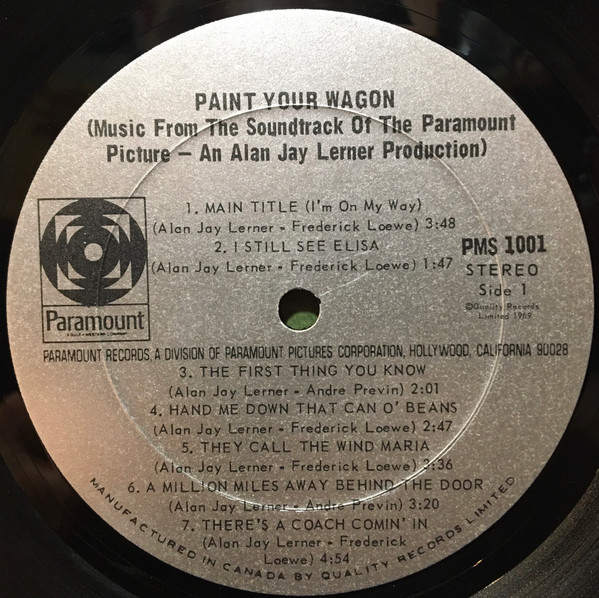 PAINT YOUR WAGON
(Music From The Soundtrack Of The Paramount
Picture – An Alan Jay Lerner Production)
1. MAIN TITLE (I'm On My Way)
(Alan Jay Lerner - Frederick Loewe) 3:48
2. I STILL SEE ELISA
(Alan Jay Lerner - Frederick Loewe) 1:47
PMS 1001
STEREO
Side 1
©Quality Records
Limited 1969
Paramount
A GULF + WESTERN COMPANY
PARAMOUNT RECORDS, A DIVISION OF PARAMOUNT PICTURES CORPORATION, HOLLYWOOD, CALIFORNIA 90028
3. THE FIRST THING YOU KNOW
(Alan Jay Lerner - Andre Previn) 2:01
4. HAND ME DOWN THAT CAN O' BEANS
(Alan Jay Lerner - Frederick Loewe) 2:47
5. THEY CALL THE WIND MARIA
(Alan Jay Lerner - Frederick Loewe) 3:36
6. A MILLION MILES AWAY BEHIND THE DOOR
(Alan Jay Lerner - Andre Previn) 3:20
7. THERE'S A COACH COMIN' IN
(Alan Jay Lerner - Frederick
Loewe) 4:54
MANUFACTURED IN CANADA BY QUALITY RECORDS LIMITED